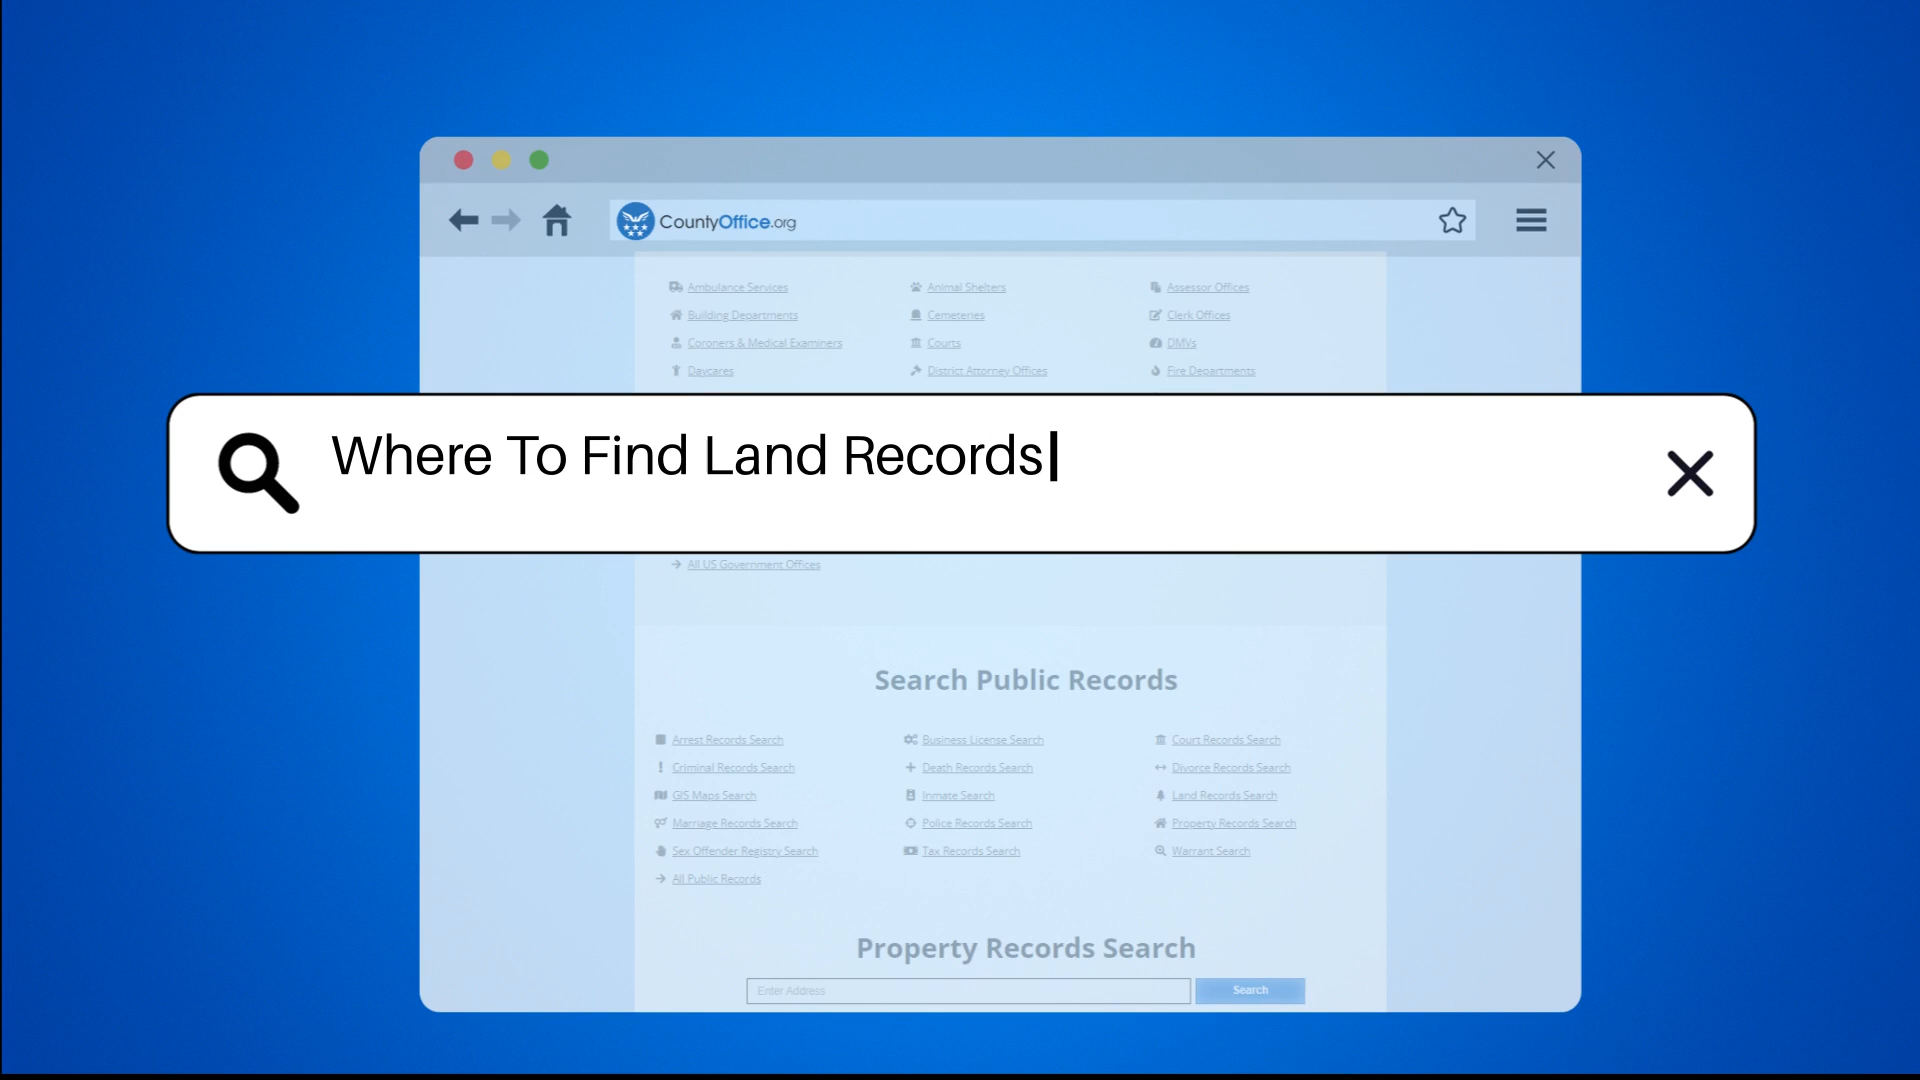 CountyOffice.org
Ambulance Services Animal Shelters Assessor Offices
Building Departments Cemeteries Clerk Offices
Coroners & Medical Examiners Courts DMVs
Daycares District Attorney Offices Fire Departments
Where To Find Land Records
All US Government Offices
Search Public Records
Arrest Records Search Business License Search Court Records Search
Criminal Records Search Death Records Search Divorce Records Search
GIS Maps Search Inmate Search Land Records Search
Marriage Records Search Police Records Search Property Records Search
Sex Offender Registry Search Tax Records Search Warrant Search
All Public Records
Property Records Search
Enter Address Search